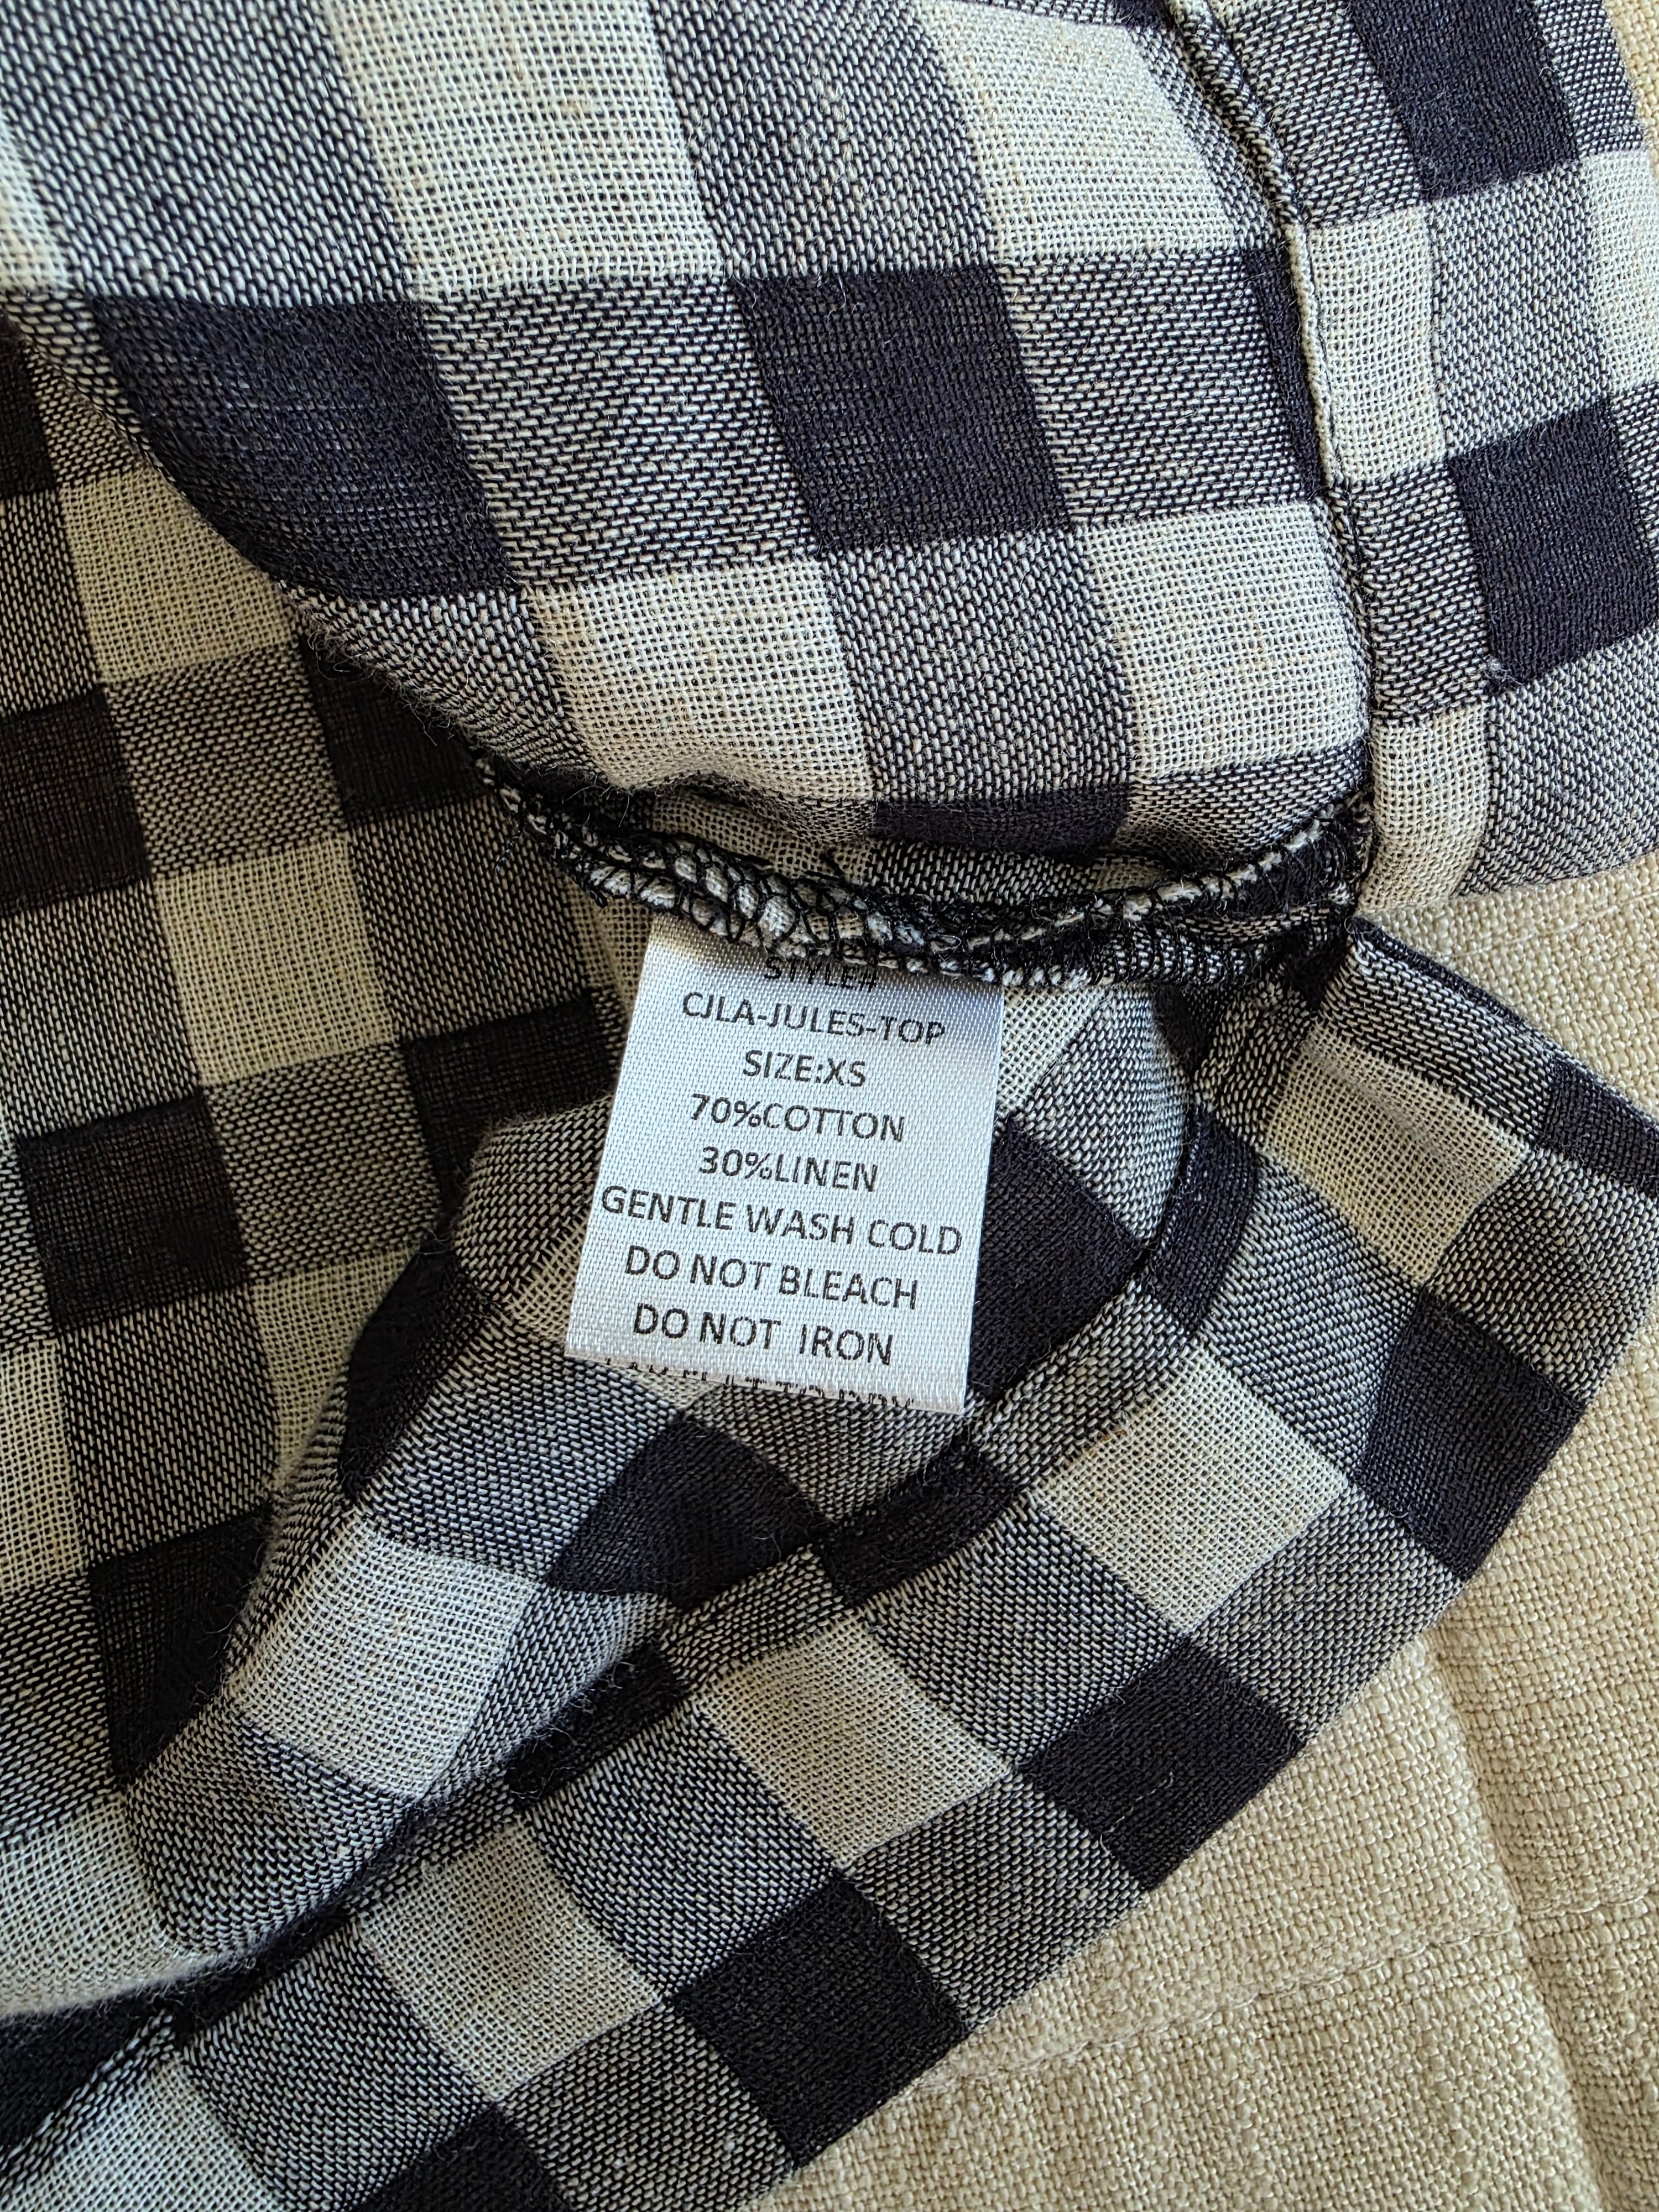 STYLE#
CJLA-JULES-TOP
SIZE:XS
70%COTTON
30%LINEN
GENTLE WASH COLD
DO NOT BLEACH
DO NOT IRON